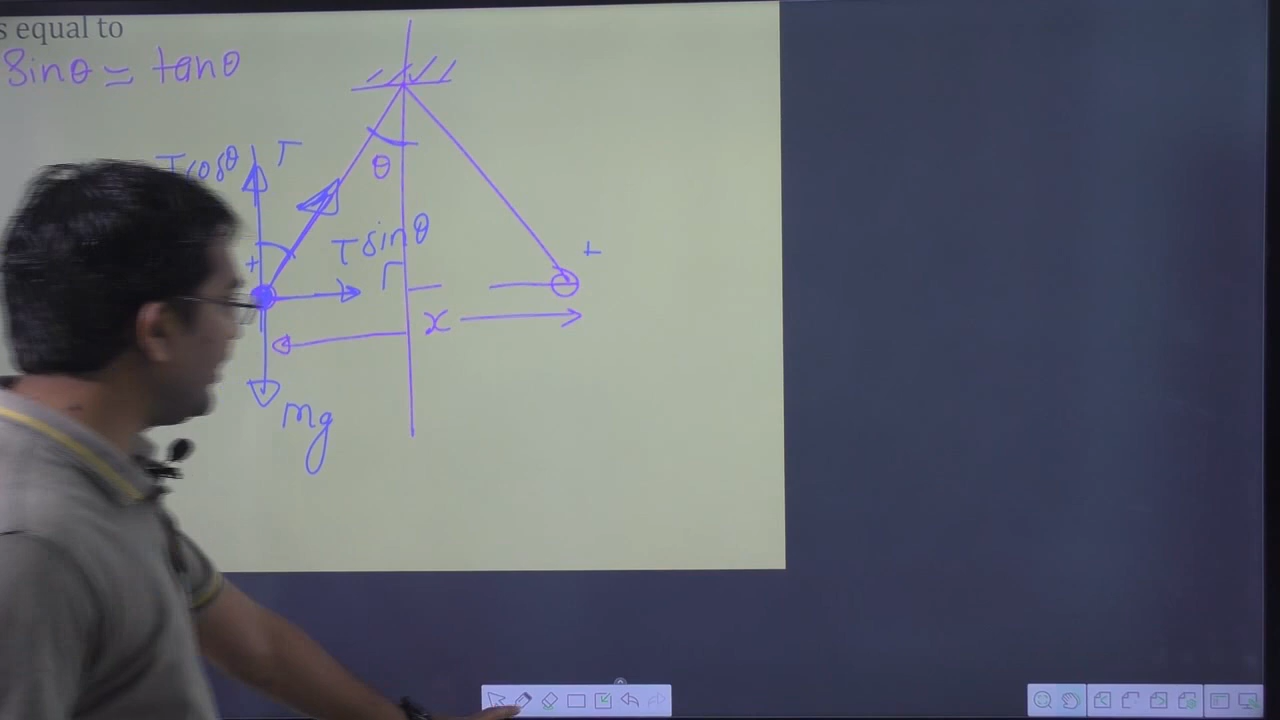 s equal to
sinθ ≃ tanθ
Tcosθ
T
θ
Tsinθ
+
+
x
mg